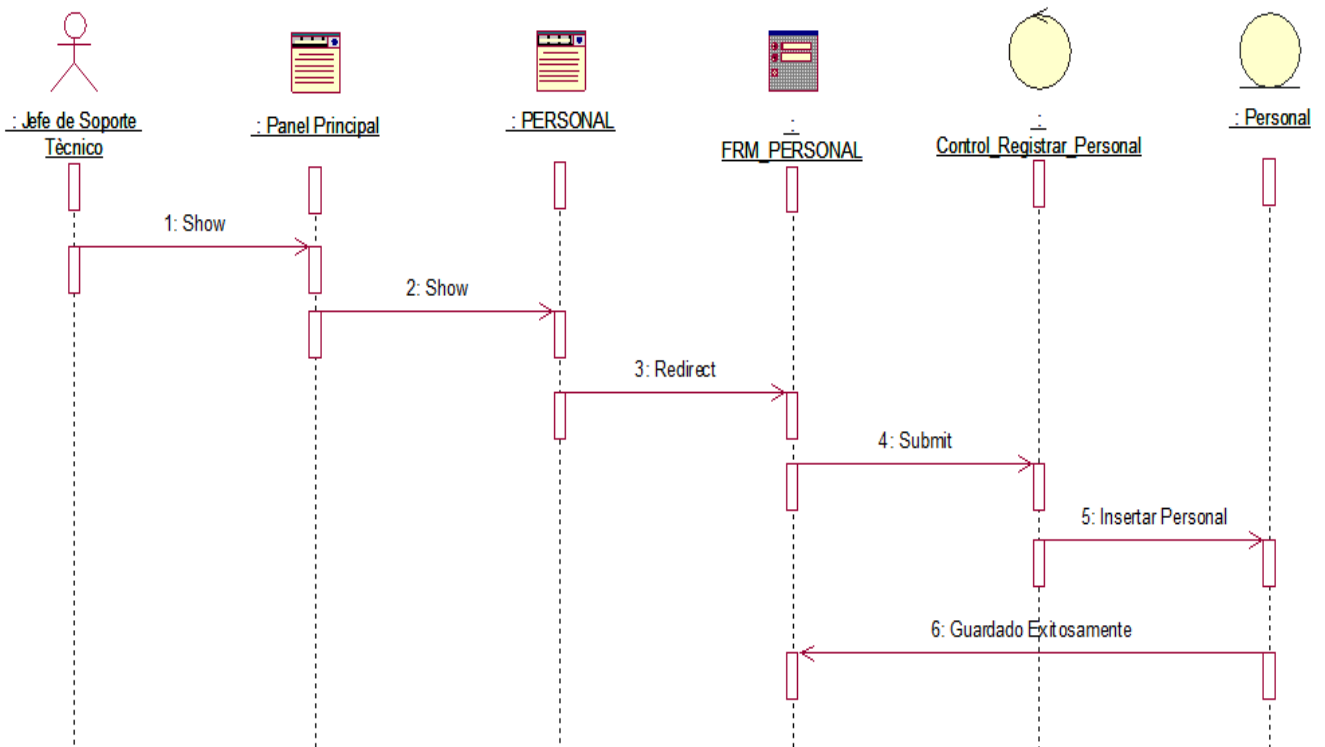 : Jefe de Soporte
Tècnico
: Panel Principal
: PERSONAL
:
FRM_PERSONAL
:
Control_Registrar_Personal
: Personal
1: Show
2: Show
3: Redirect
4: Submit
5: Insertar Personal
6: Guardado Exitosamente